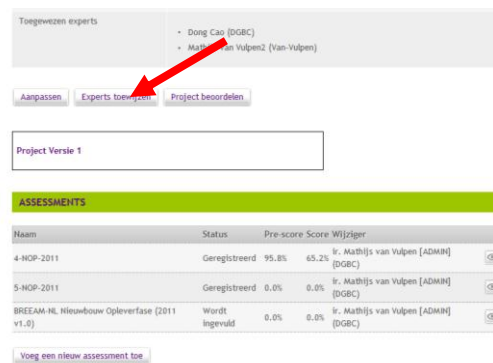 Toegewezen experts
Dong Cao (DGBC)
Mathijs van Vulpen2 (Van-Vulpen)
Aanpassen Experts toewijzen Project beoordelen
Project Versie 1
ASSESSMENTS
Naam Status Pre-score Score Wijziger
4-NOP-2011 Geregistreerd 95.8% 65.2% ir. Mathijs van Vulpen [ADMIN] (DGBC)
5-NOP-2011 Geregistreerd 0.0% 0.0% ir. Mathijs van Vulpen [ADMIN] (DGBC)
BREEAM-NL Nieuwbouw Opleverfase (2011 v1.0) Wordt ingevuld 0.0% 0.0% ir. Mathijs van Vulpen [ADMIN] (DGBC)
Voeg een nieuw assessment toe